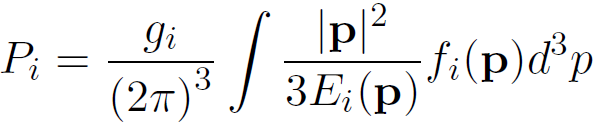 $P_i = \frac{g_i}{(2\pi)^3} \int \frac{|\mathbf{p}|^2}{3E_i(\mathbf{p})} f_i(\mathbf{p}) d^3p$